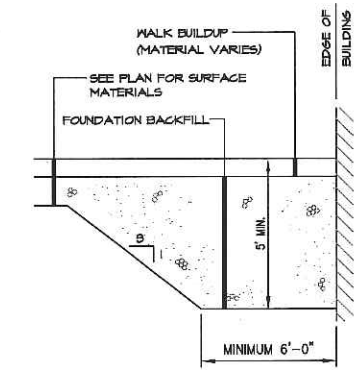 WALK BUILDUP
(MATERIAL VARIES)
EDGE OF
BUILDING
SEE PLAN FOR SURFACE
MATERIALS
FOUNDATION BACKFILL
5' MIN.
1
MINIMUM 6'-0"